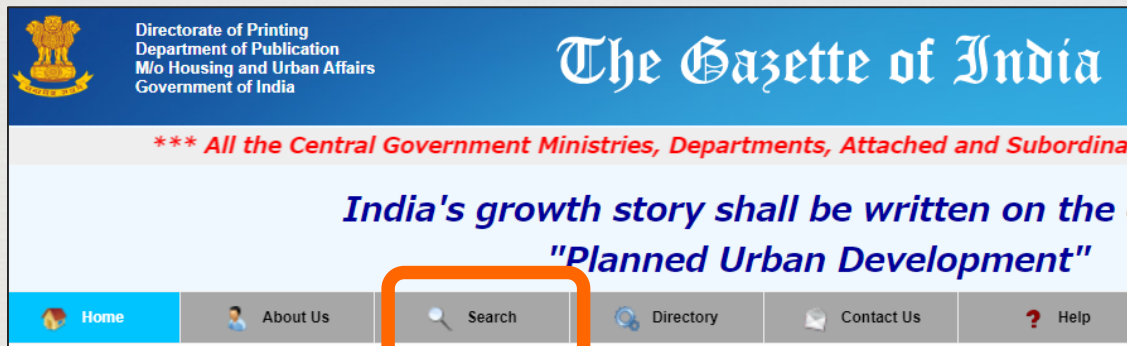 Directorate of Printing
Department of Publication
M/o Housing and Urban Affairs
Government of India
The Gazette of India
*** All the Central Government Ministries, Departments, Attached and Subordina
India's growth story shall be written on the
"Planned Urban Development"
Home About Us Search Directory Contact Us Help